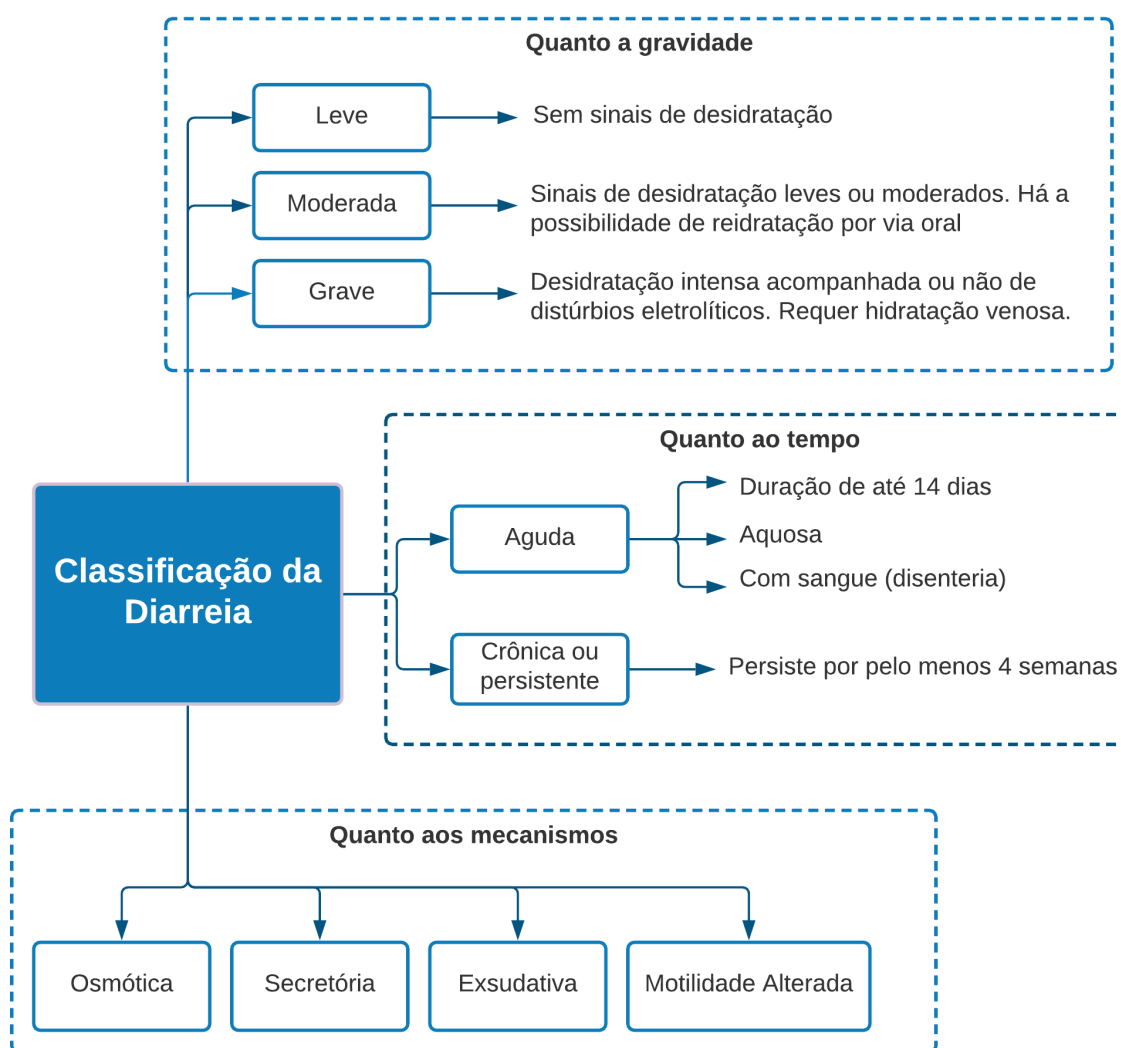 Quanto a gravidade
Leve
Sem sinais de desidratação
Moderada
Sinais de desidratação leves ou moderados. Há a
possibilidade de reidratação por via oral
Grave
Desidratação intensa acompanhada ou não de
distúrbios eletrolíticos. Requer hidratação venosa.
Classificação da
Diarreia
Quanto ao tempo
Aguda
Duração de até 14 dias
Aquosa
Com sangue (disenteria)
Crônica ou
persistente
Persiste por pelo menos 4 semanas
Quanto aos mecanismos
Osmótica
Secretória
Exsudativa
Motilidade Alterada